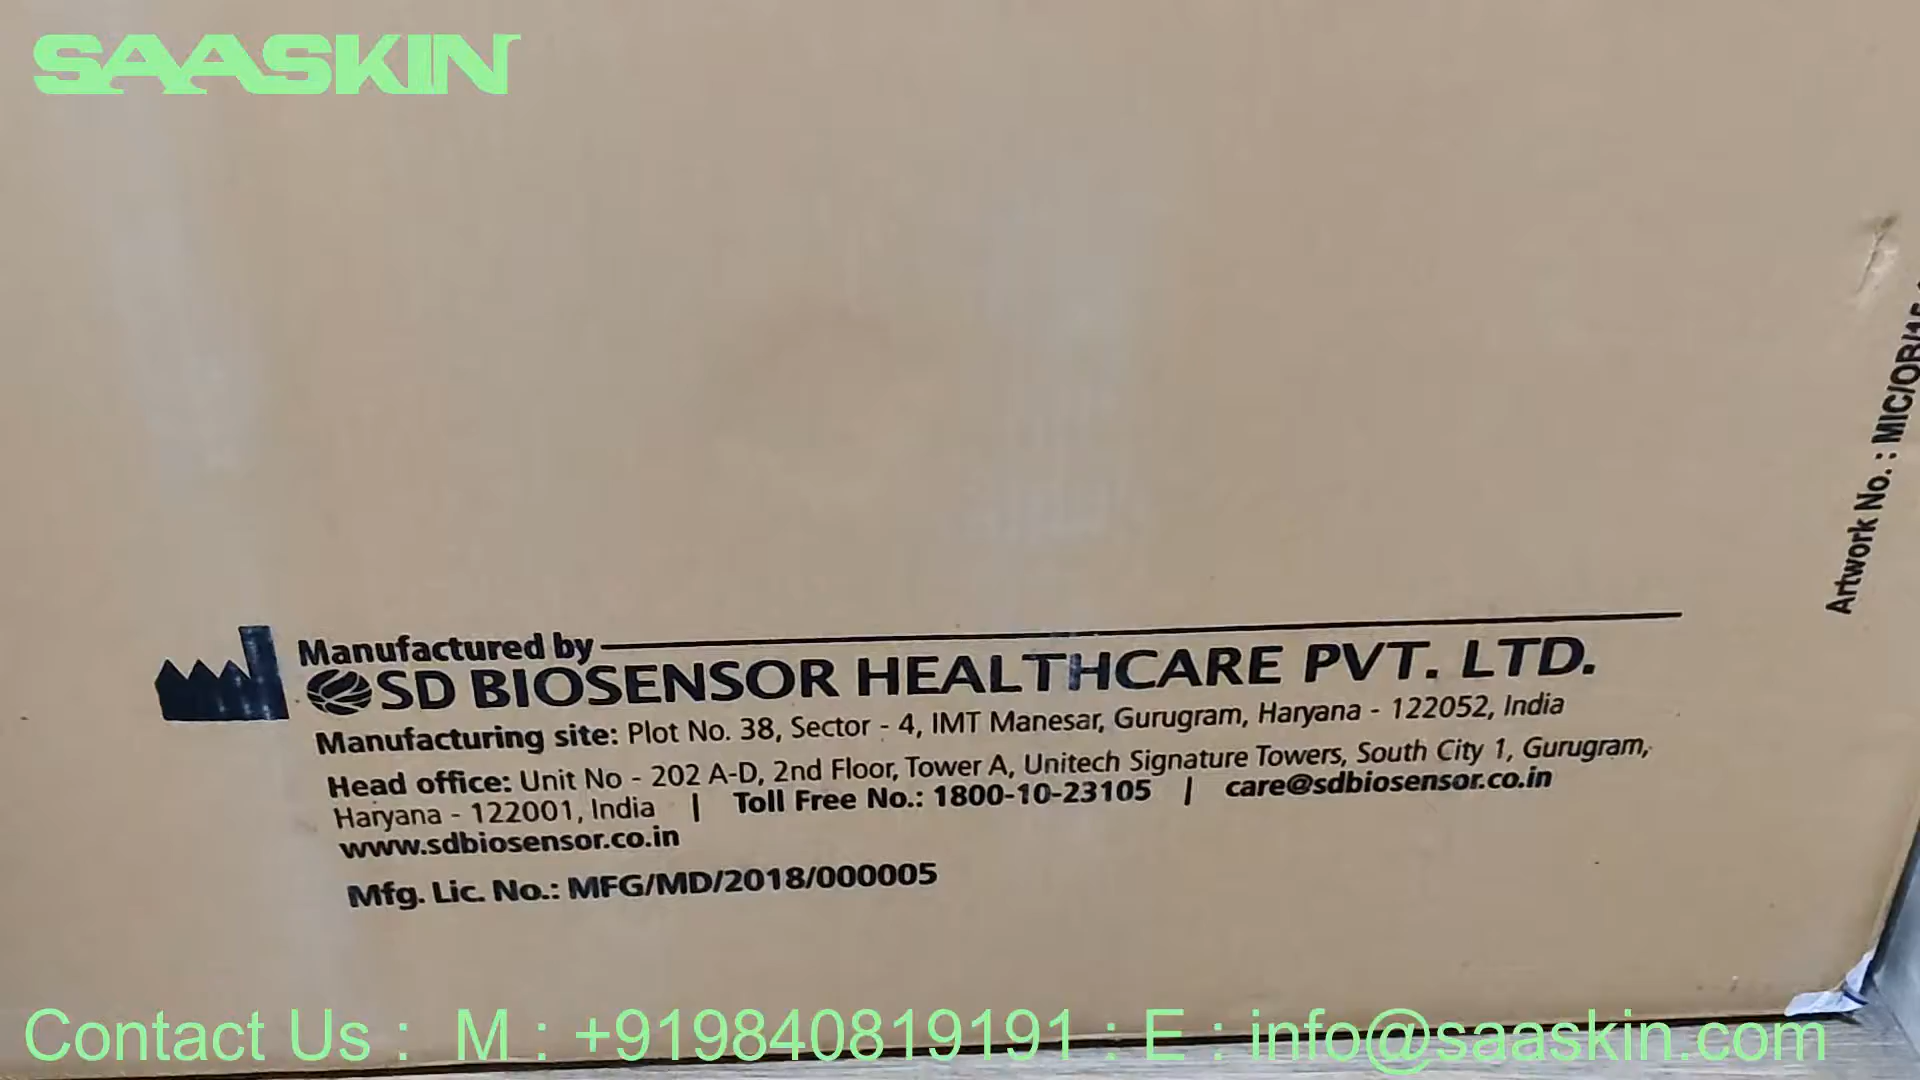 SAASKIN
Artwork No. : MIC/OB/15
Manufactured by
SD BIOSENSOR HEALTHCARE PVT. LTD.
Manufacturing site: Plot No. 38, Sector - 4, IMT Manesar, Gurugram, Haryana - 122052, India
Head office: Unit No - 202 A-D, 2nd Floor, Tower A, Unitech Signature Towers, South City 1, Gurugram,
Haryana - 122001, India | Toll Free No.: 1800-10-23105 | care@sdbiosensor.co.in
www.sdbiosensor.co.in
Mfg. Lic. No.: MFG/MD/2018/000005
Contact Us : M : +919840819191 : E : info@saaskin.com